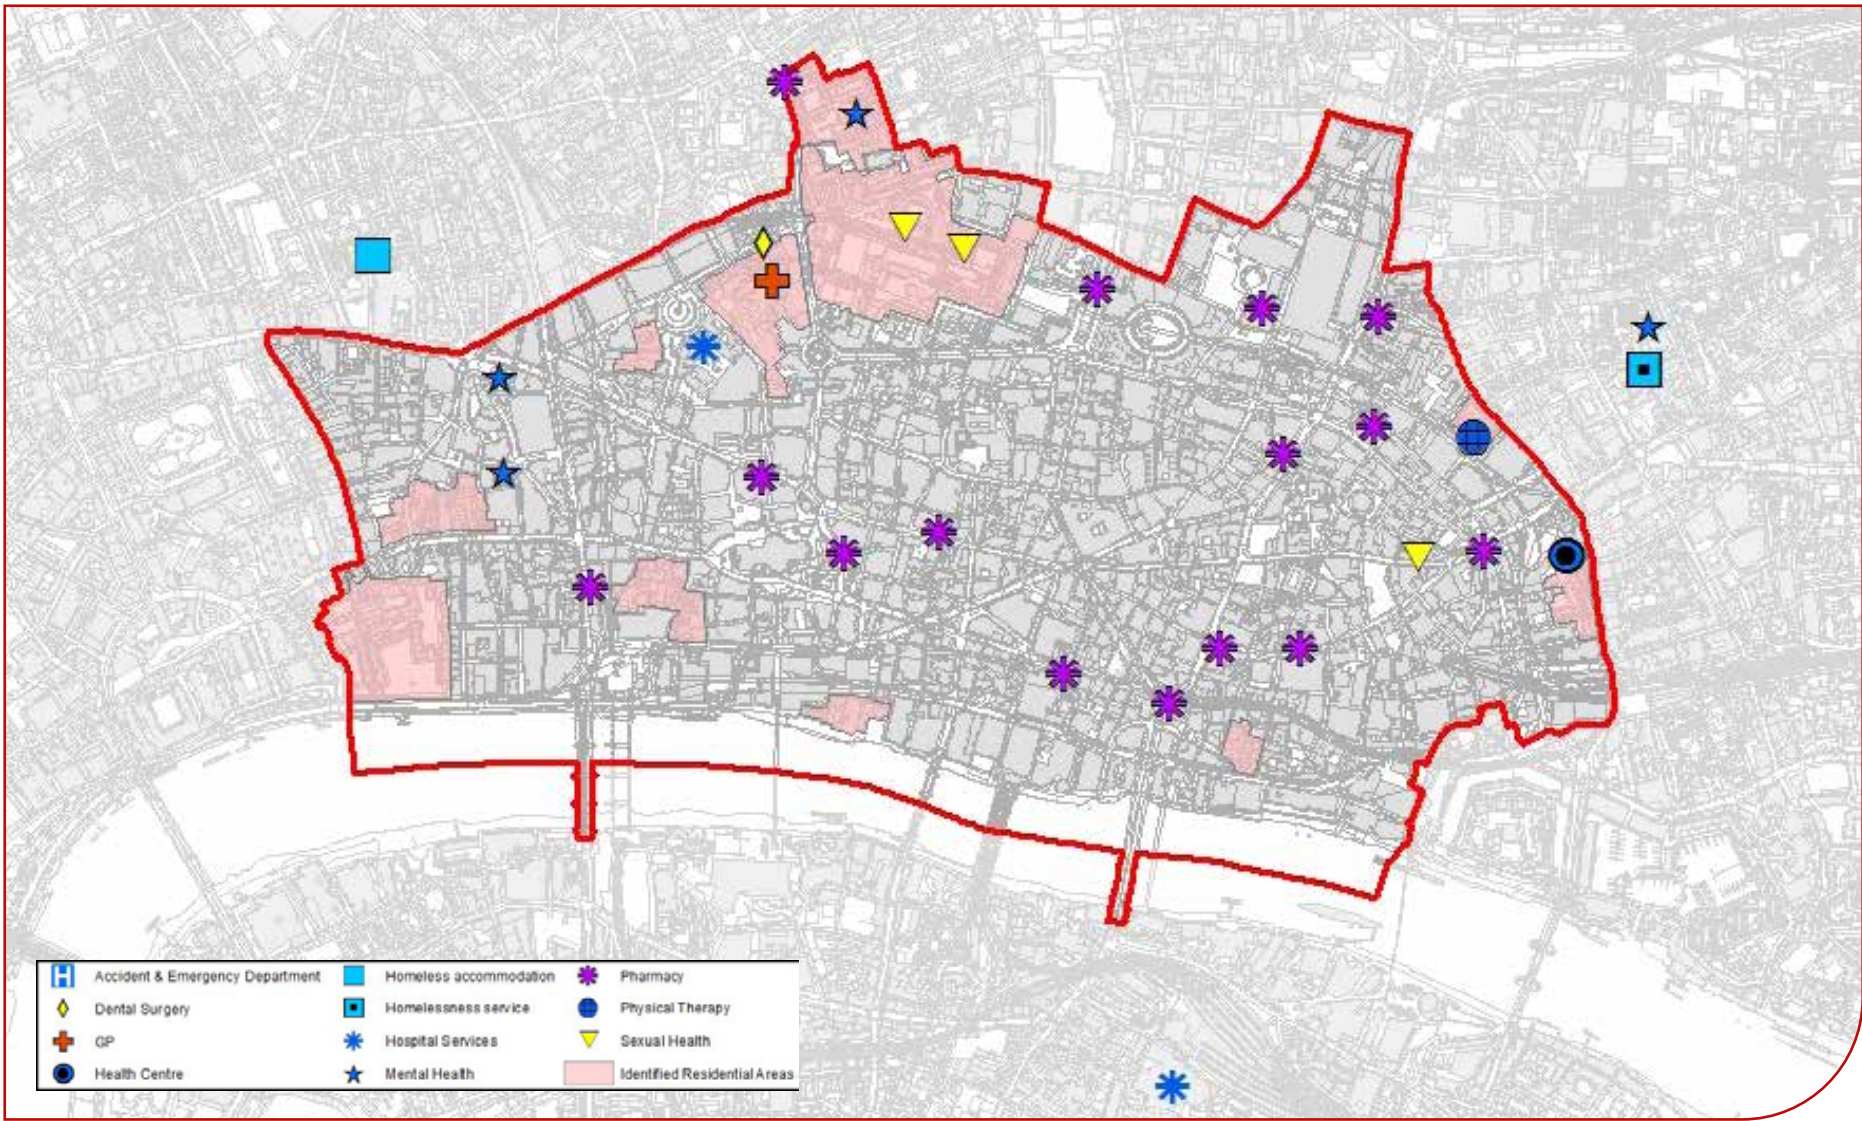 Accident & Emergency Department
Homeless accommodation
Pharmacy
Dental Surgery
Homelessness service
Physical Therapy
GP
Hospital Services
Sexual Health
Health Centre
Mental Health
Identified Residential Areas